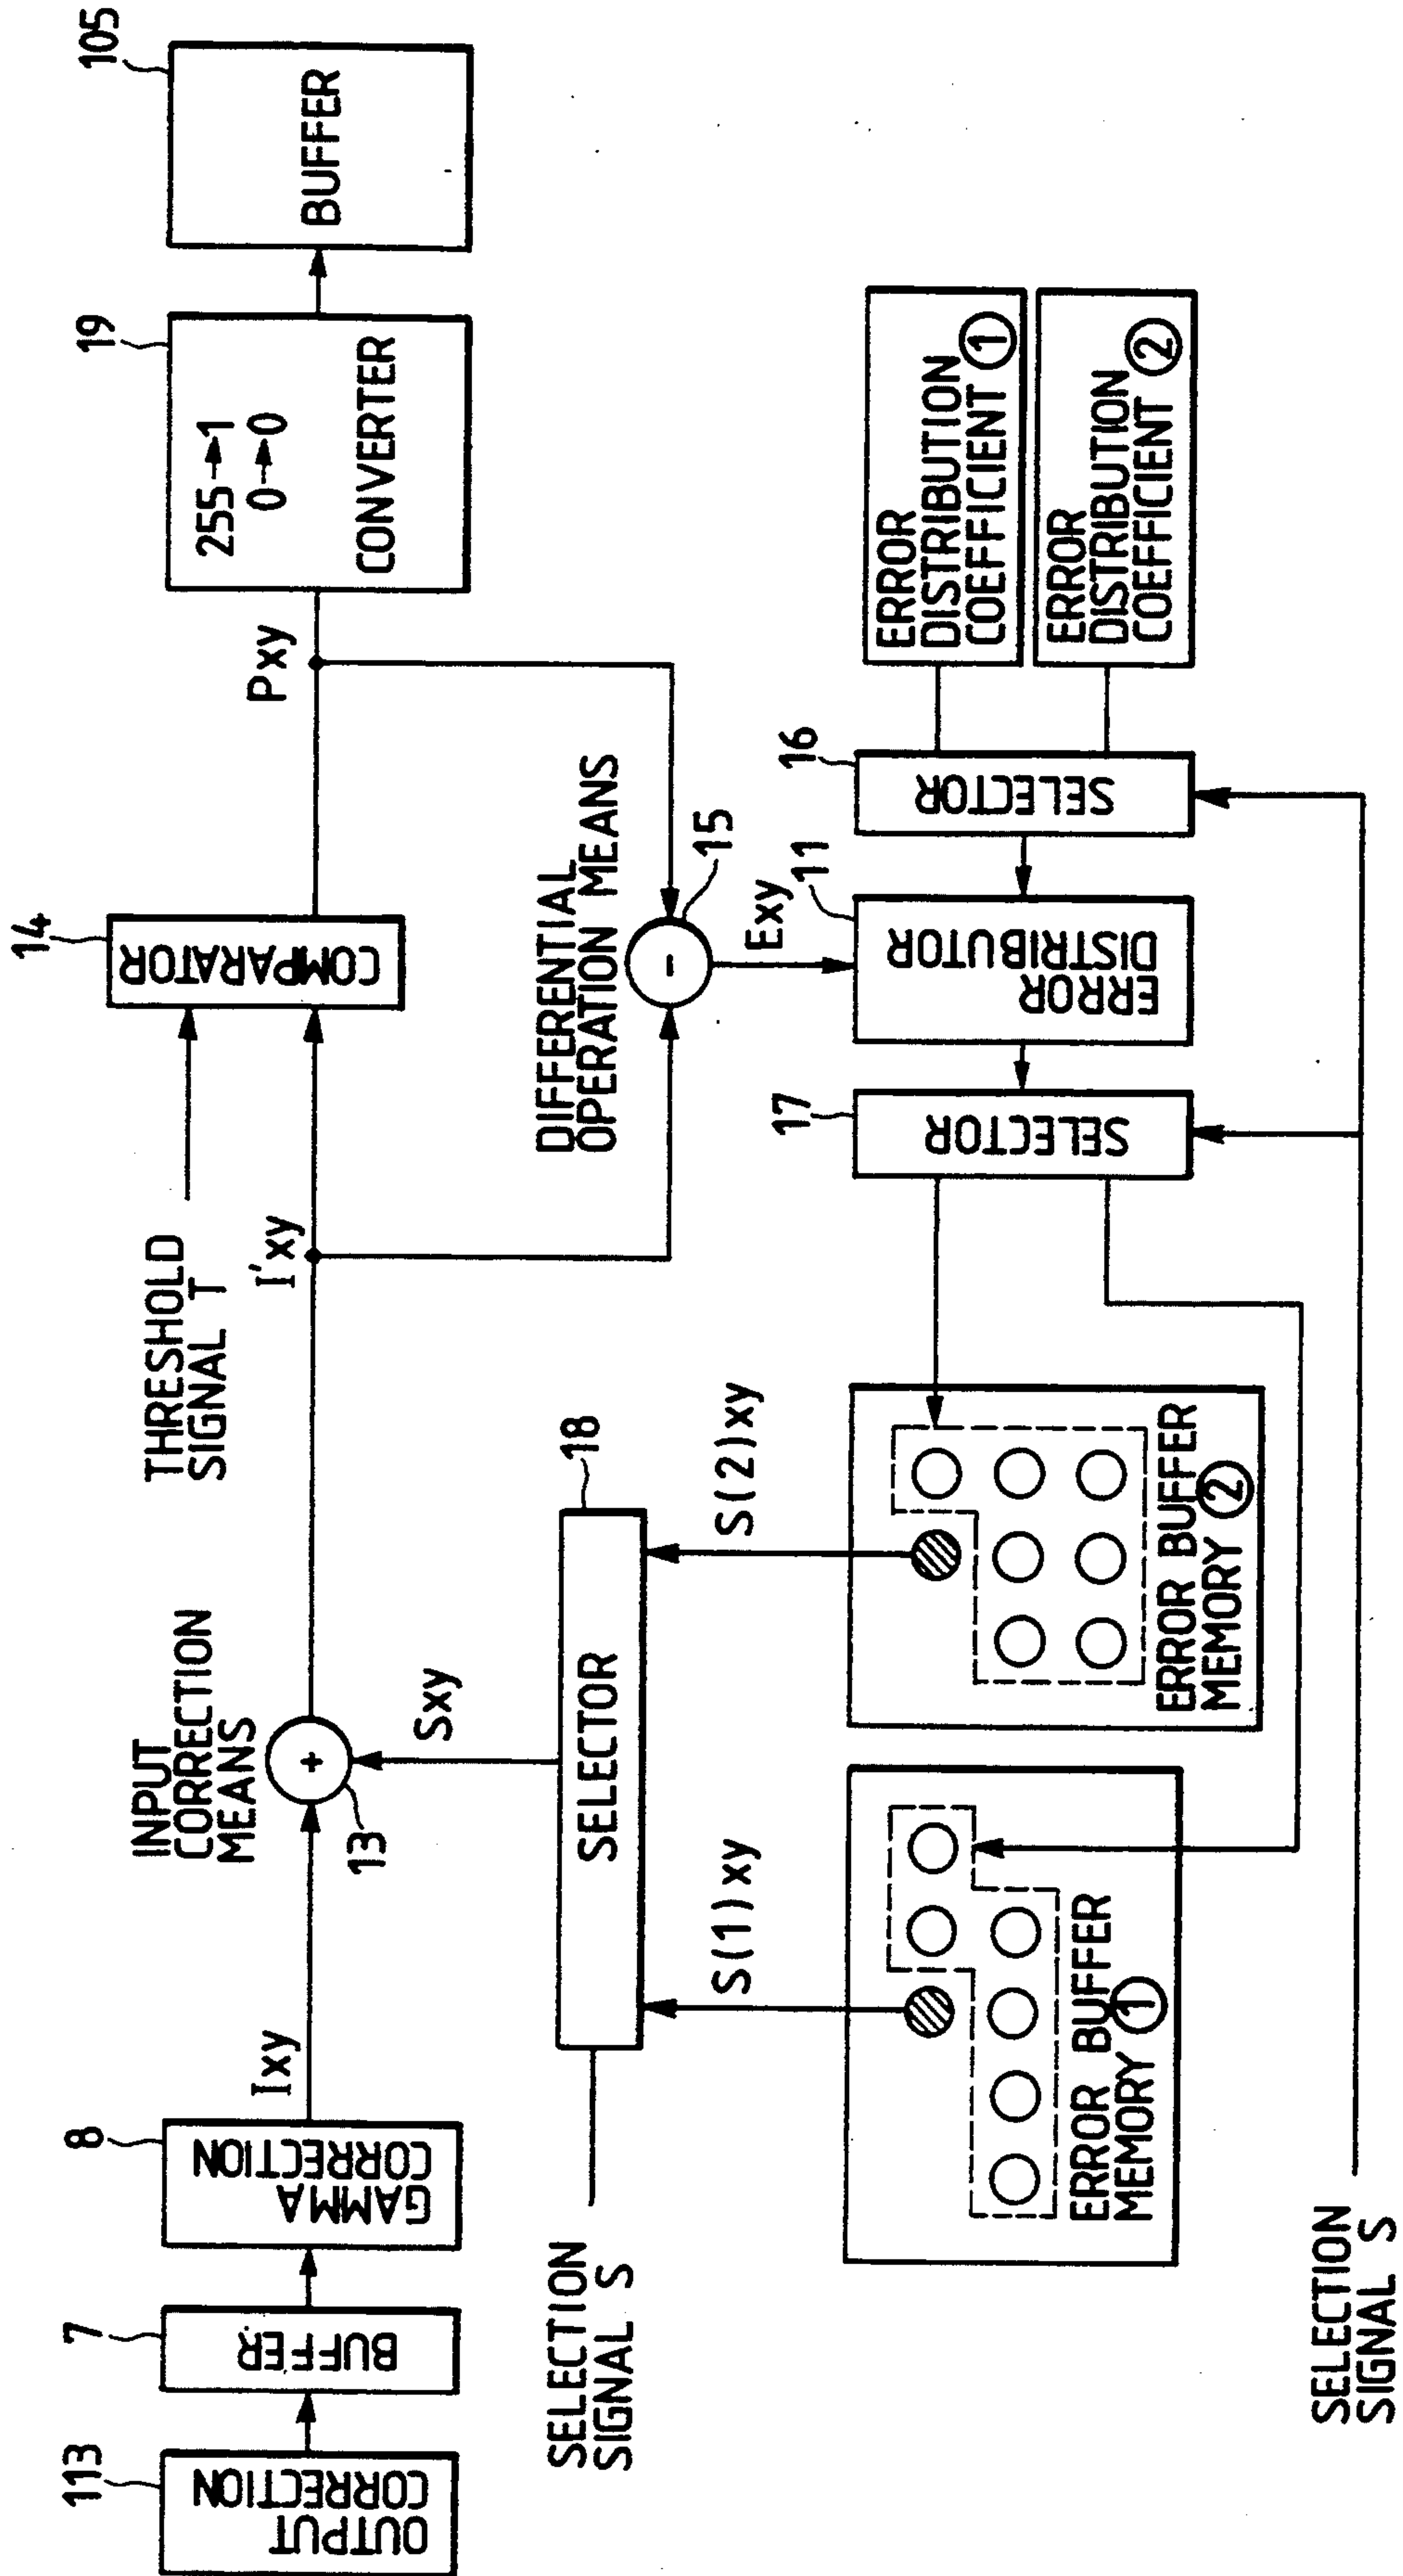 113
OUTPUT
CORRECTION
7
BUFFER
8
GAMMA
CORRECTION
Ixy
INPUT
CORRECTION
MEANS
+
13
Sxy
THRESHOLD
SIGNAL T
I'xy
14
COMPARATOR
Pxy
19
255→1
0→0
CONVERTER
105
BUFFER
DIFFERENTIAL
OPERATION MEANS
-
15
Exy
SELECTION
SIGNAL S
SELECTOR
18
S(1)xy
S(2)xy
ERROR BUFFER
MEMORY ①
ERROR BUFFER
MEMORY ②
17
SELECTOR
11
ERROR
DISTRIBUTOR
16
SELECTOR
ERROR
DISTRIBUTION
COEFFICIENT ①
ERROR
DISTRIBUTION
COEFFICIENT ②
SELECTION
SIGNAL S